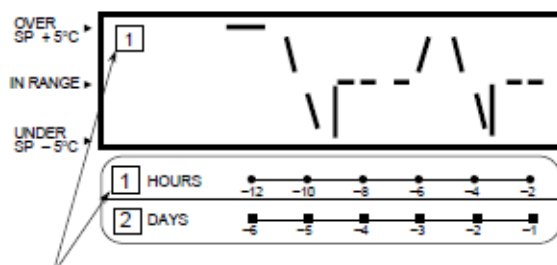 OVER
SP + 5°C
1
IN RANGE
UNDER
SP – 5°C
1 HOURS
–12 –10 –8 –6 –4 –2
2 DAYS
–6 –5 –4 –3 –2 –1